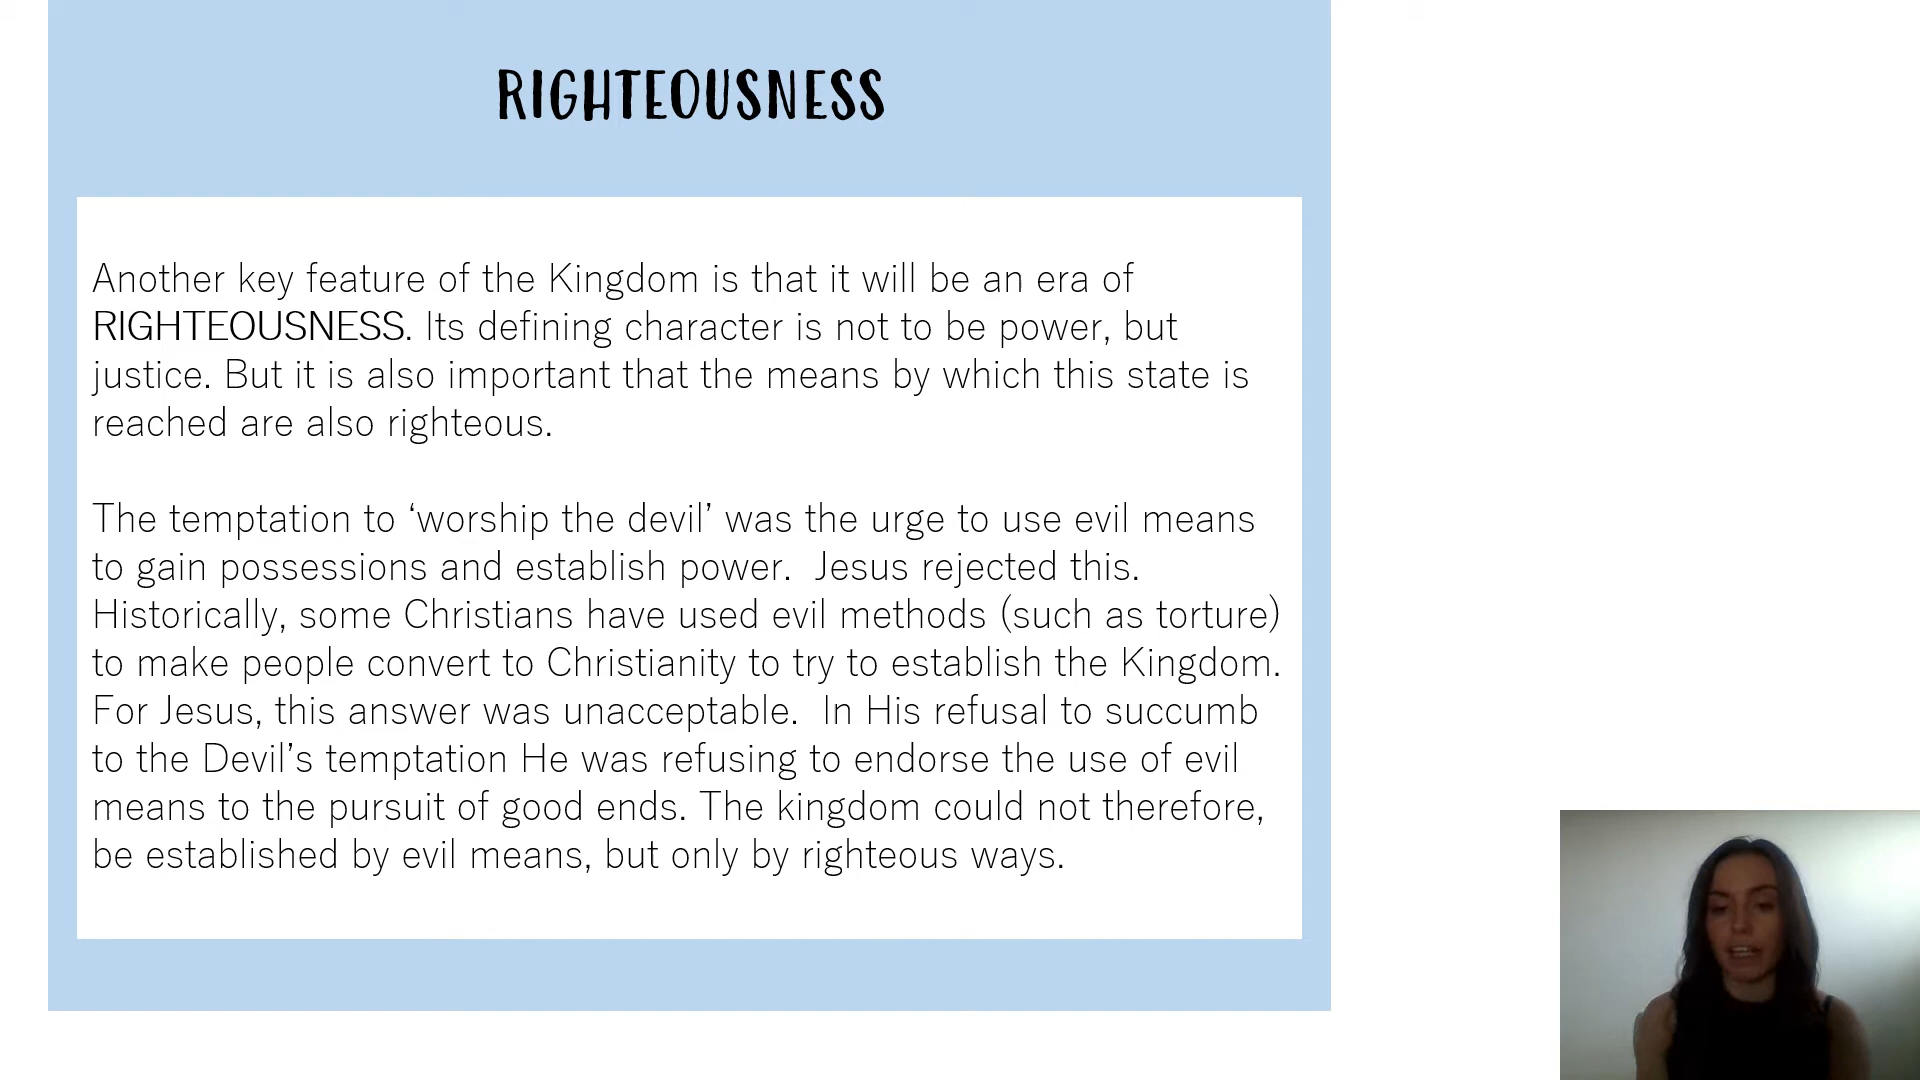 RIGHTEOUSNESS
Another key feature of the Kingdom is that it will be an era of
RIGHTEOUSNESS. Its defining character is not to be power, but
justice. But it is also important that the means by which this state is
reached are also righteous.
The temptation to ‘worship the devil’ was the urge to use evil means
to gain possessions and establish power.  Jesus rejected this.
Historically, some Christians have used evil methods (such as torture)
to make people convert to Christianity to try to establish the Kingdom.
For Jesus, this answer was unacceptable.  In His refusal to succumb
to the Devil’s temptation He was refusing to endorse the use of evil
means to the pursuit of good ends. The kingdom could not therefore,
be established by evil means, but only by righteous ways.